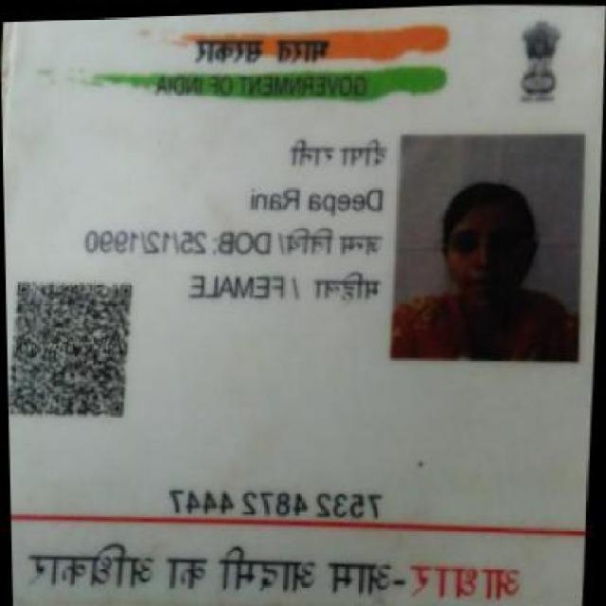 भारत सरकार
GOVERNMENT OF INDIA
दीपा रानी
Deepa Rani
जन्म तिथि/ DOB: 25/12/1990
महिला / FEMALE
7532 4872 4447
आधार-आम आदमी का अधिकार